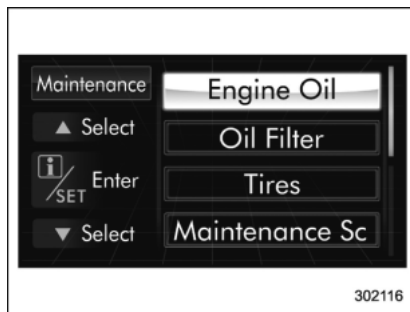 Maintenance
▲ Select
i/SET Enter
▼ Select
Engine Oil
Oil Filter
Tires
Maintenance Sc
302116